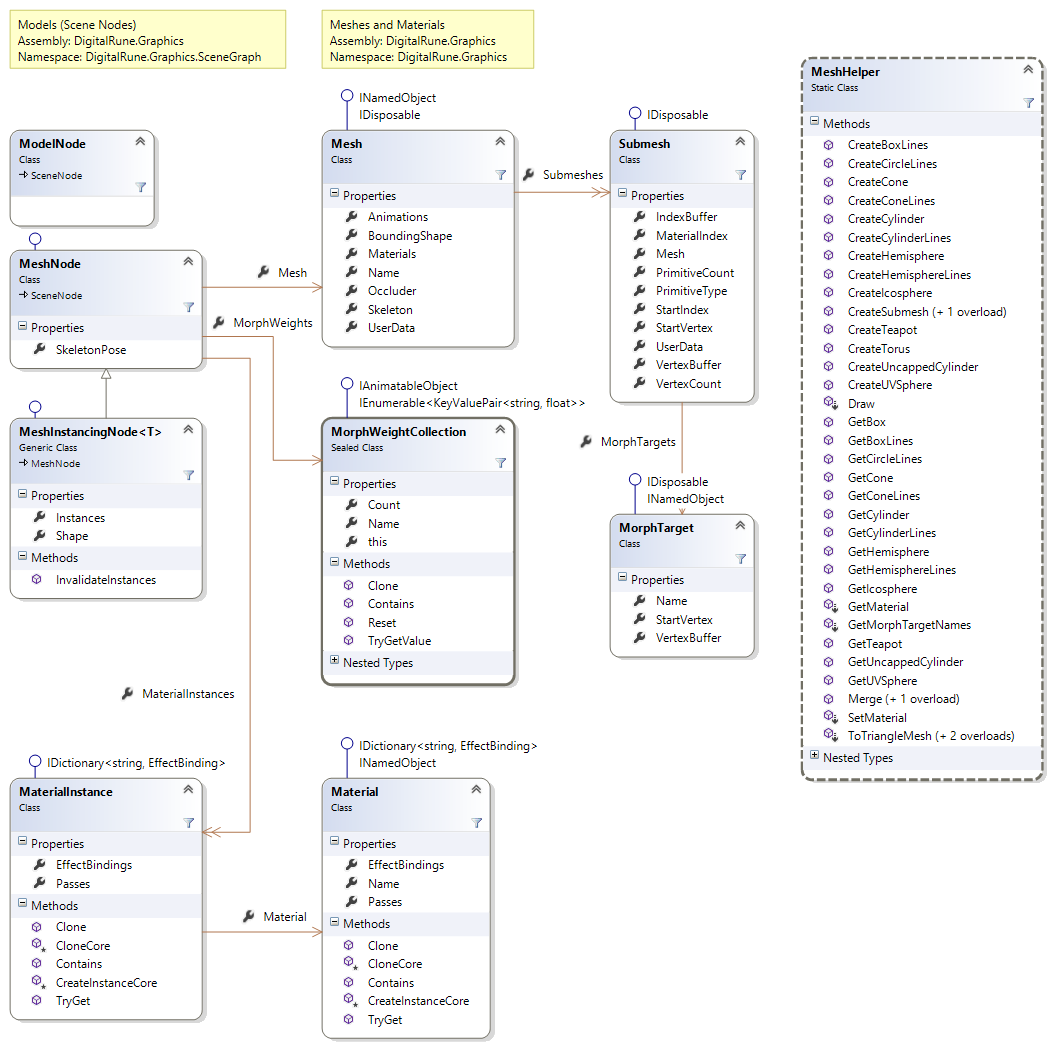 Models (Scene Nodes)
Assembly: DigitalRune.Graphics
Namespace: DigitalRune.Graphics.SceneGraph
Meshes and Materials
Assembly: DigitalRune.Graphics
Namespace: DigitalRune.Graphics
ModelNode
Class
SceneNode
MeshNode
Class
SceneNode
Properties
SkeletonPose
Mesh
MorphWeights
MaterialInstances
MeshInstancingNode<T>
Generic Class
MeshNode
Properties
Instances
Shape
Methods
InvalidateInstances
IDictionary<string, EffectBinding>
MaterialInstance
Class
Properties
EffectBindings
Passes
Methods
Clone
CloneCore
Contains
CreateInstanceCore
TryGet
Material
INamedObject
IDisposable
Mesh
Class
Properties
Animations
BoundingShape
Materials
Name
Occluder
Skeleton
UserData
Submeshes
IAnimatableObject
IEnumerable<KeyValuePair<string, float>>
MorphWeightCollection
Sealed Class
Properties
Count
Name
this
Methods
Clone
Contains
Reset
TryGetValue
Nested Types
IDictionary<string, EffectBinding>
INamedObject
Material
Class
Properties
EffectBindings
Name
Passes
Methods
Clone
CloneCore
Contains
CreateInstanceCore
TryGet
IDisposable
Submesh
Class
Properties
IndexBuffer
MaterialIndex
Mesh
PrimitiveCount
PrimitiveType
StartIndex
StartVertex
UserData
VertexBuffer
VertexCount
MorphTargets
IDisposable
INamedObject
MorphTarget
Class
Properties
Name
StartVertex
VertexBuffer
MeshHelper
Static Class
Methods
CreateBoxLines
CreateCircleLines
CreateCone
CreateConeLines
CreateCylinder
CreateCylinderLines
CreateHemisphere
CreateHemisphereLines
CreateIcosphere
CreateSubmesh (+ 1 overload)
CreateTeapot
CreateTorus
CreateUncappedCylinder
CreateUVSphere
Draw
GetBox
GetBoxLines
GetCircleLines
GetCone
GetConeLines
GetCylinder
GetCylinderLines
GetHemisphere
GetHemisphereLines
GetIcosphere
GetMaterial
GetMorphTargetNames
GetTeapot
GetUncappedCylinder
GetUVSphere
Merge (+ 1 overload)
SetMaterial
ToTriangleMesh (+ 2 overloads)
Nested Types